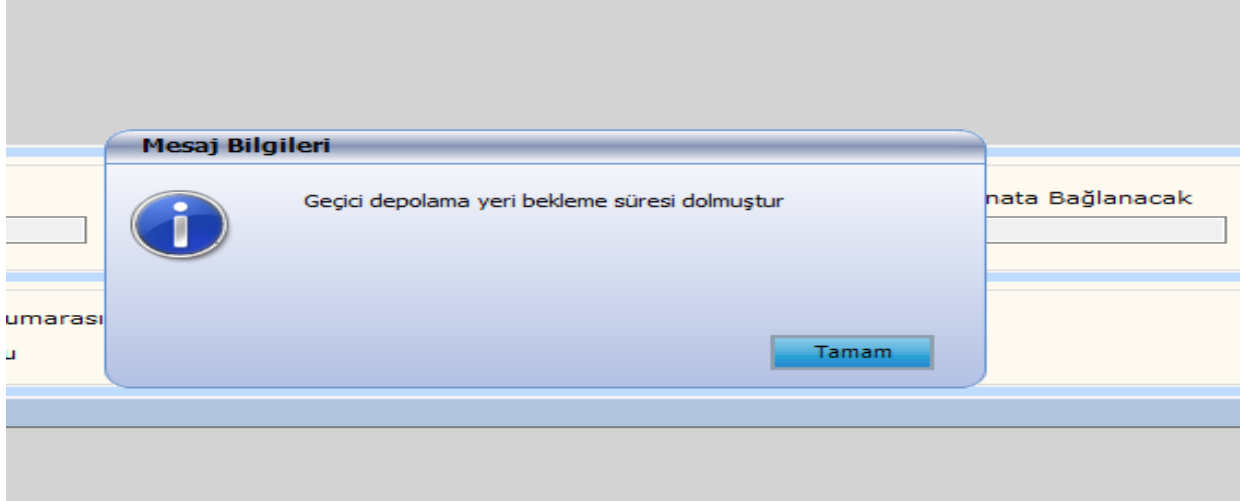 Mesaj Bilgileri
Geçici depolama yeri bekleme süresi dolmuştur
nata Bağlanacak
umarası
u
Tamam